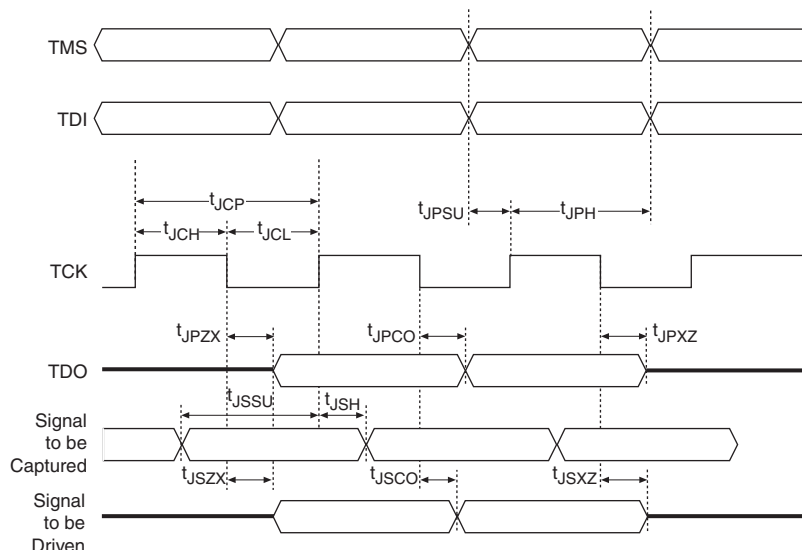 TMS
TDI
tJCP
tJPSU tJPH
tJCH tJCL
TCK
tJPZX tJPCO tJPXZ
TDO
tJSSU tJSH
Signal
to be
Captured
tJSZX tJSCO tJSXZ
Signal
to be
Driven